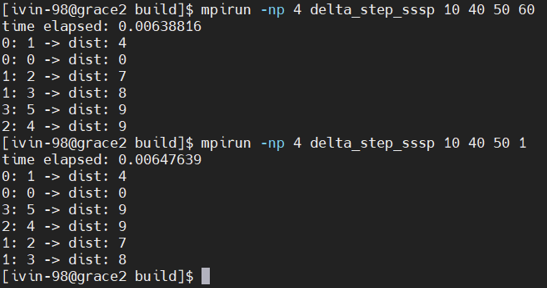 [ivin-98@grace2 build]$ mpirun -np 4 delta_step_sssp 10 40 50 60
time elapsed: 0.00638816
0: 1 -> dist: 4
0: 0 -> dist: 0
1: 2 -> dist: 7
1: 3 -> dist: 8
3: 5 -> dist: 9
2: 4 -> dist: 9
[ivin-98@grace2 build]$ mpirun -np 4 delta_step_sssp 10 40 50 1
time elapsed: 0.00647639
0: 1 -> dist: 4
0: 0 -> dist: 0
3: 5 -> dist: 9
2: 4 -> dist: 9
1: 2 -> dist: 7
1: 3 -> dist: 8
[ivin-98@grace2 build]$